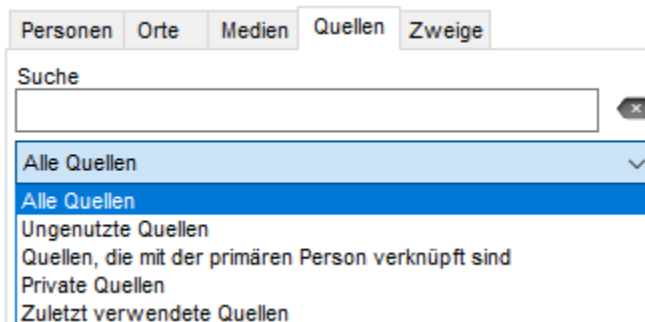 Personen Orte Medien Quellen Zweige
Suche
Alle Quellen
Alle Quellen
Ungenutzte Quellen
Quellen, die mit der primären Person verknüpft sind
Private Quellen
Zuletzt verwendete Quellen